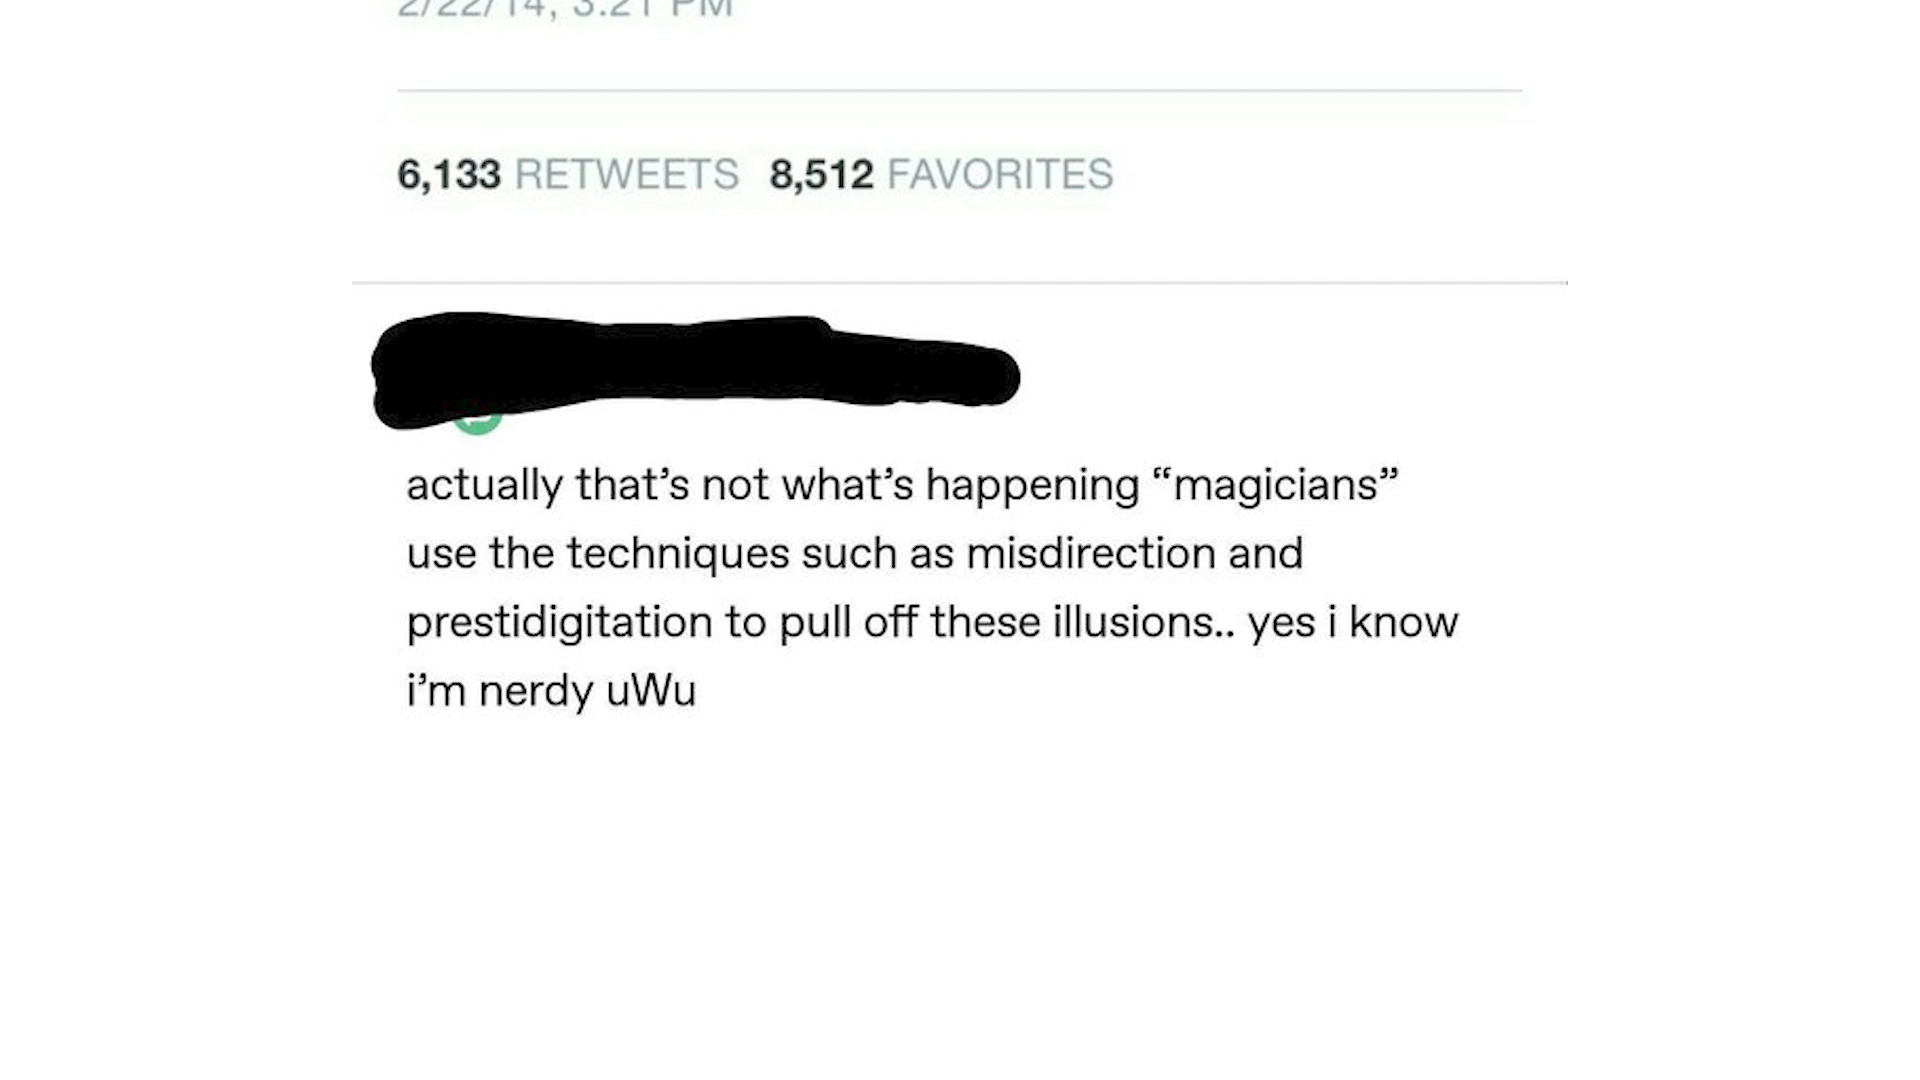 2/22/14, 3:21 PM
6,133 RETWEETS 8,512 FAVORITES
actually that’s not what’s happening “magicians”
use the techniques such as misdirection and
prestidigitation to pull off these illusions.. yes i know
i’m nerdy uWu